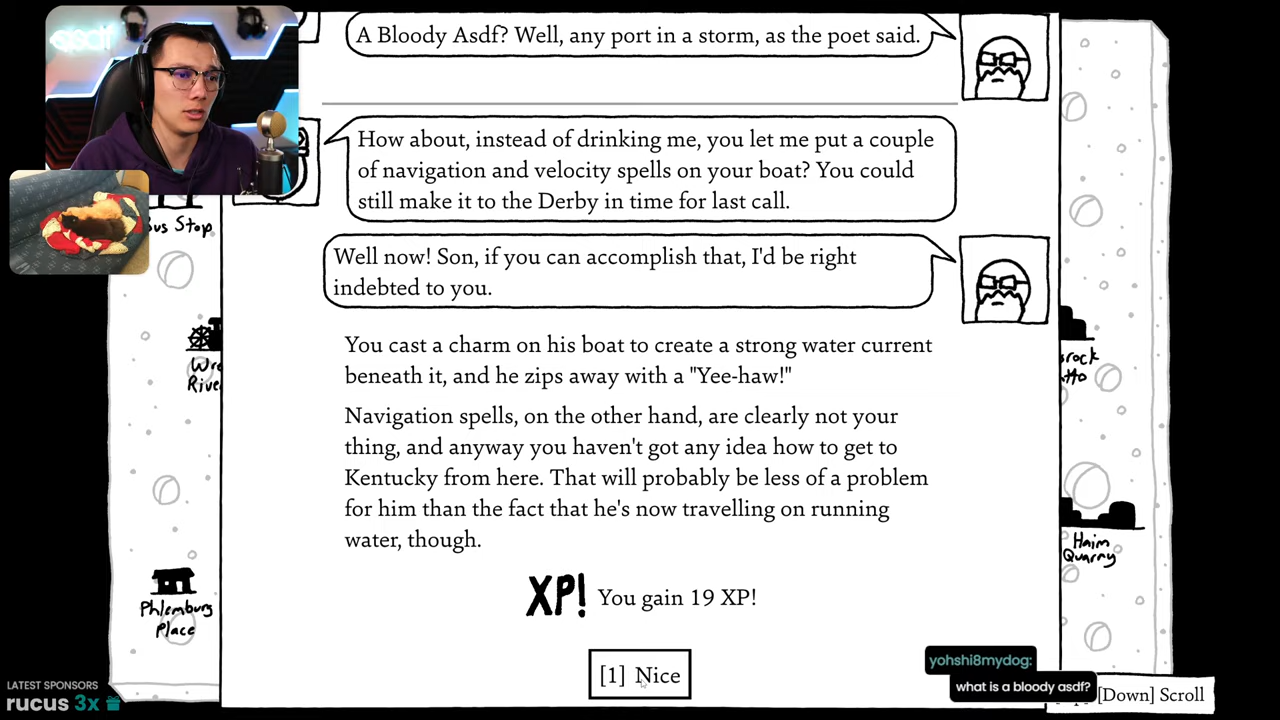 asdf
A Bloody Asdf? Well, any port in a storm, as the poet said.
How about, instead of drinking me, you let me put a couple
of navigation and velocity spells on your boat? You could
still make it to the Derby in time for last call.
Bus Stop
Well now! Son, if you can accomplish that, I'd be right
indebted to you.
You cast a charm on his boat to create a strong water current
beneath it, and he zips away with a "Yee-haw!"
Navigation spells, on the other hand, are clearly not your
thing, and anyway you haven't got any idea how to get to
Kentucky from here. That will probably be less of a problem
for him than the fact that he's now travelling on running
water, though.
Haim
Quarry
Phlemburg
Place
XP! You gain 19 XP!
[1] Nice
yohshi8mydog:
what is a bloody asdf?
LATEST SPONSORS
rucus 3x
[Down] Scroll